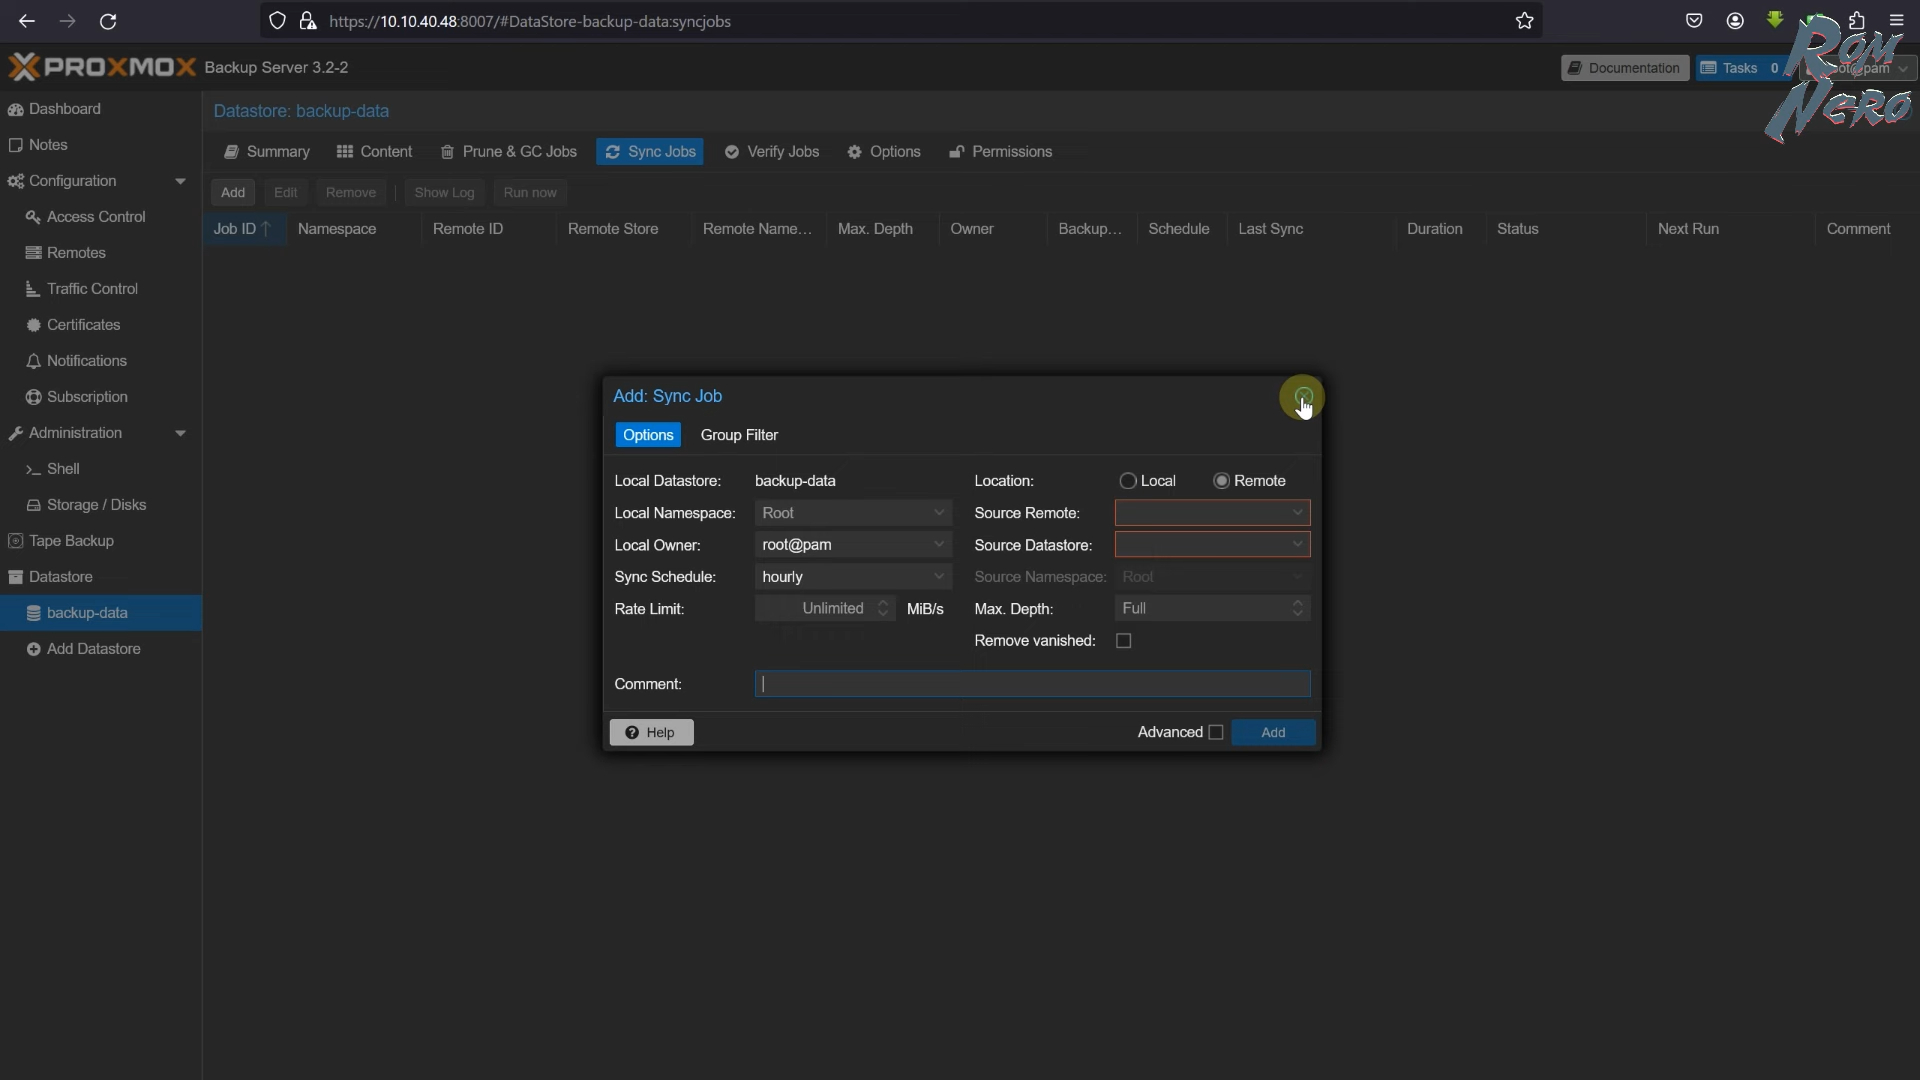 https://10.10.40.48:8007/#DataStore-backup-data:syncjobs
PROXMOX Backup Server 3.2-2
Documentation
Tasks 0
Rom
Nero
Dashboard
Notes
Configuration
Access Control
Remotes
Traffic Control
Certificates
Notifications
Subscription
Administration
Shell
Storage / Disks
Tape Backup
Datastore
backup-data
Add Datastore
Datastore: backup-data
Summary Content Prune & GC Jobs Sync Jobs Verify Jobs Options Permissions
Add Edit Remove Show Log Run now
Job ID Namespace Remote ID Remote Store Remote Name... Max. Depth Owner Backup... Schedule Last Sync Duration Status Next Run Comment
Add: Sync Job
Options Group Filter
Local Datastore: backup-data
Local Namespace: Root
Local Owner: root@pam
Sync Schedule: hourly
Rate Limit: Unlimited MiB/s
Location: Local Remote
Source Remote:
Source Datastore:
Source Namespace: Root
Max. Depth: Full
Remove vanished:
Comment:
Help Advanced Add